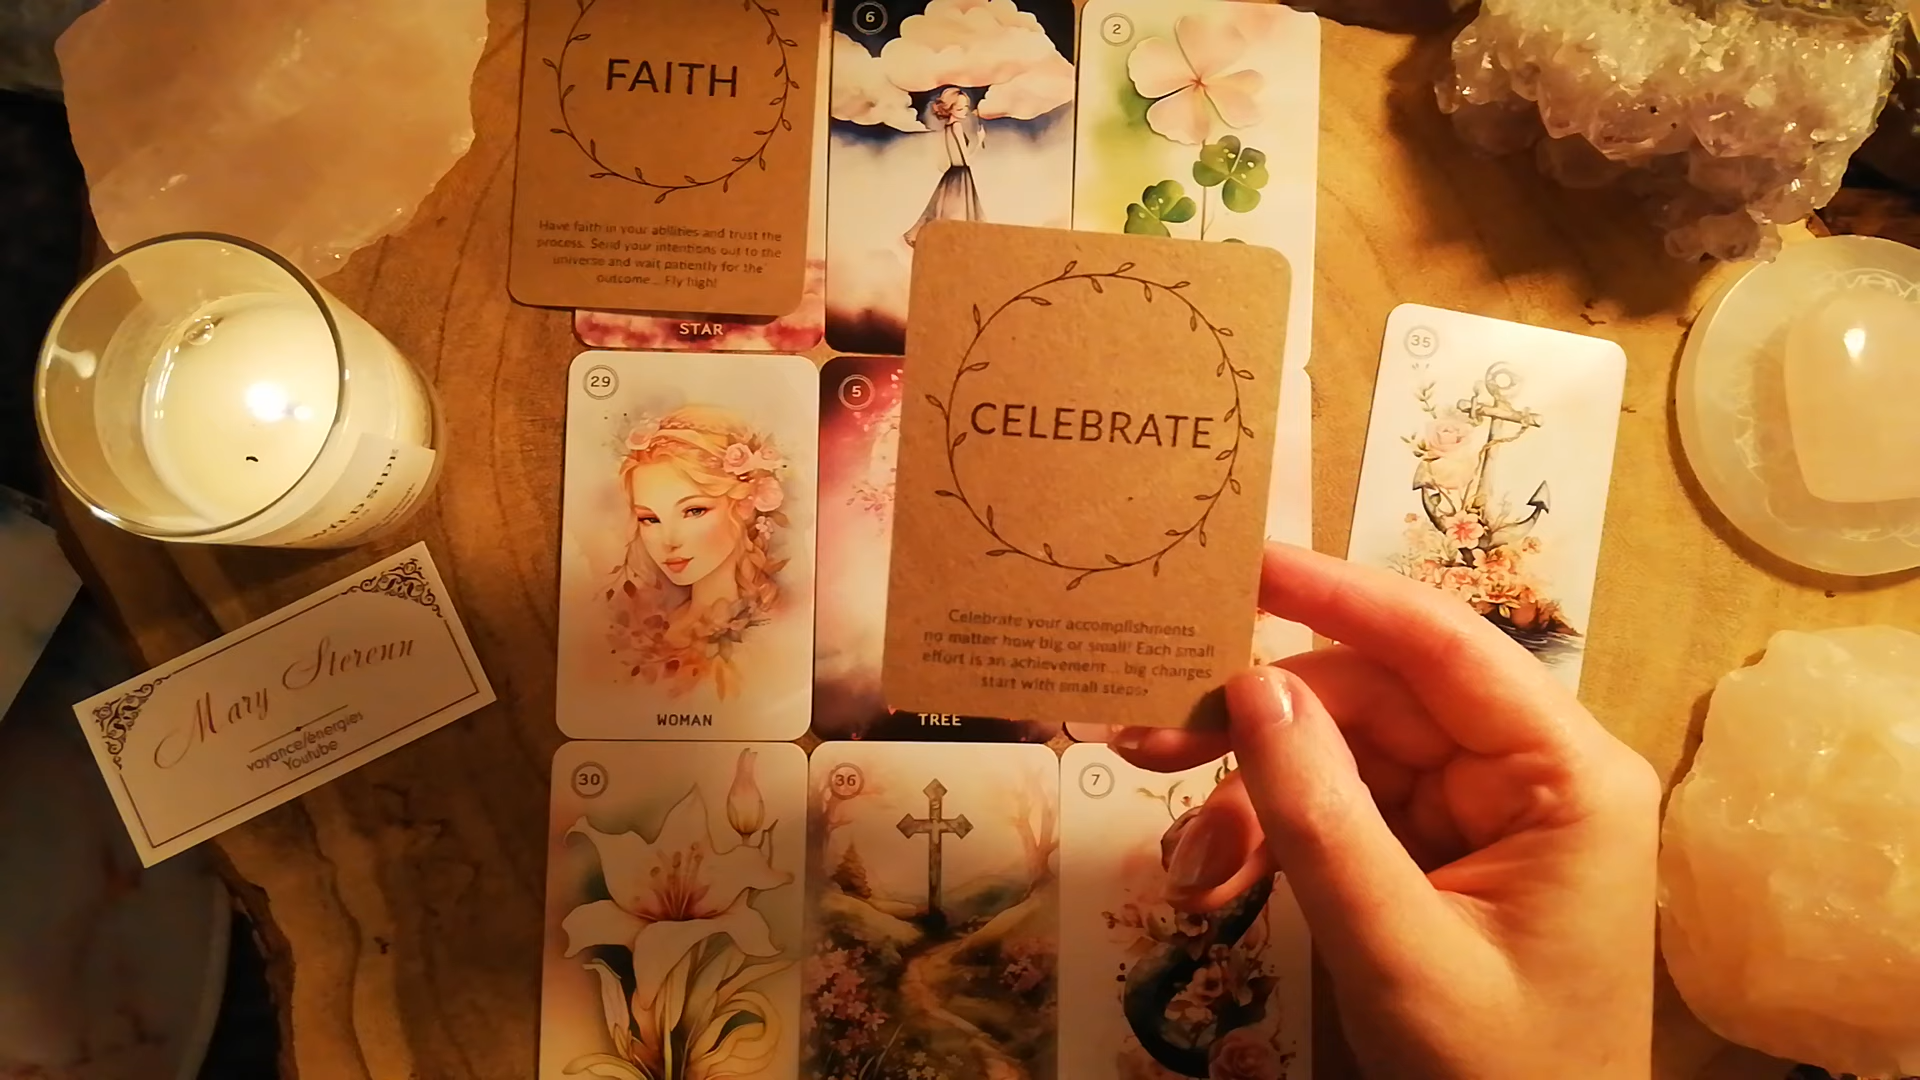 FAITH
Have faith in your abilities and trust the
process. Send your intentions out to the
universe and wait patiently for the
outcome... Fly high!
STAR
6
2
29
WOMAN
5
TREE
CELEBRATE
Celebrate your accomplishments
no matter how big or small! Each small
effort is an achievement... big changes
start with small steps,
35
30
36
7
Mary Sterenn
voyance/énergies
Youtube
WILD SIDE